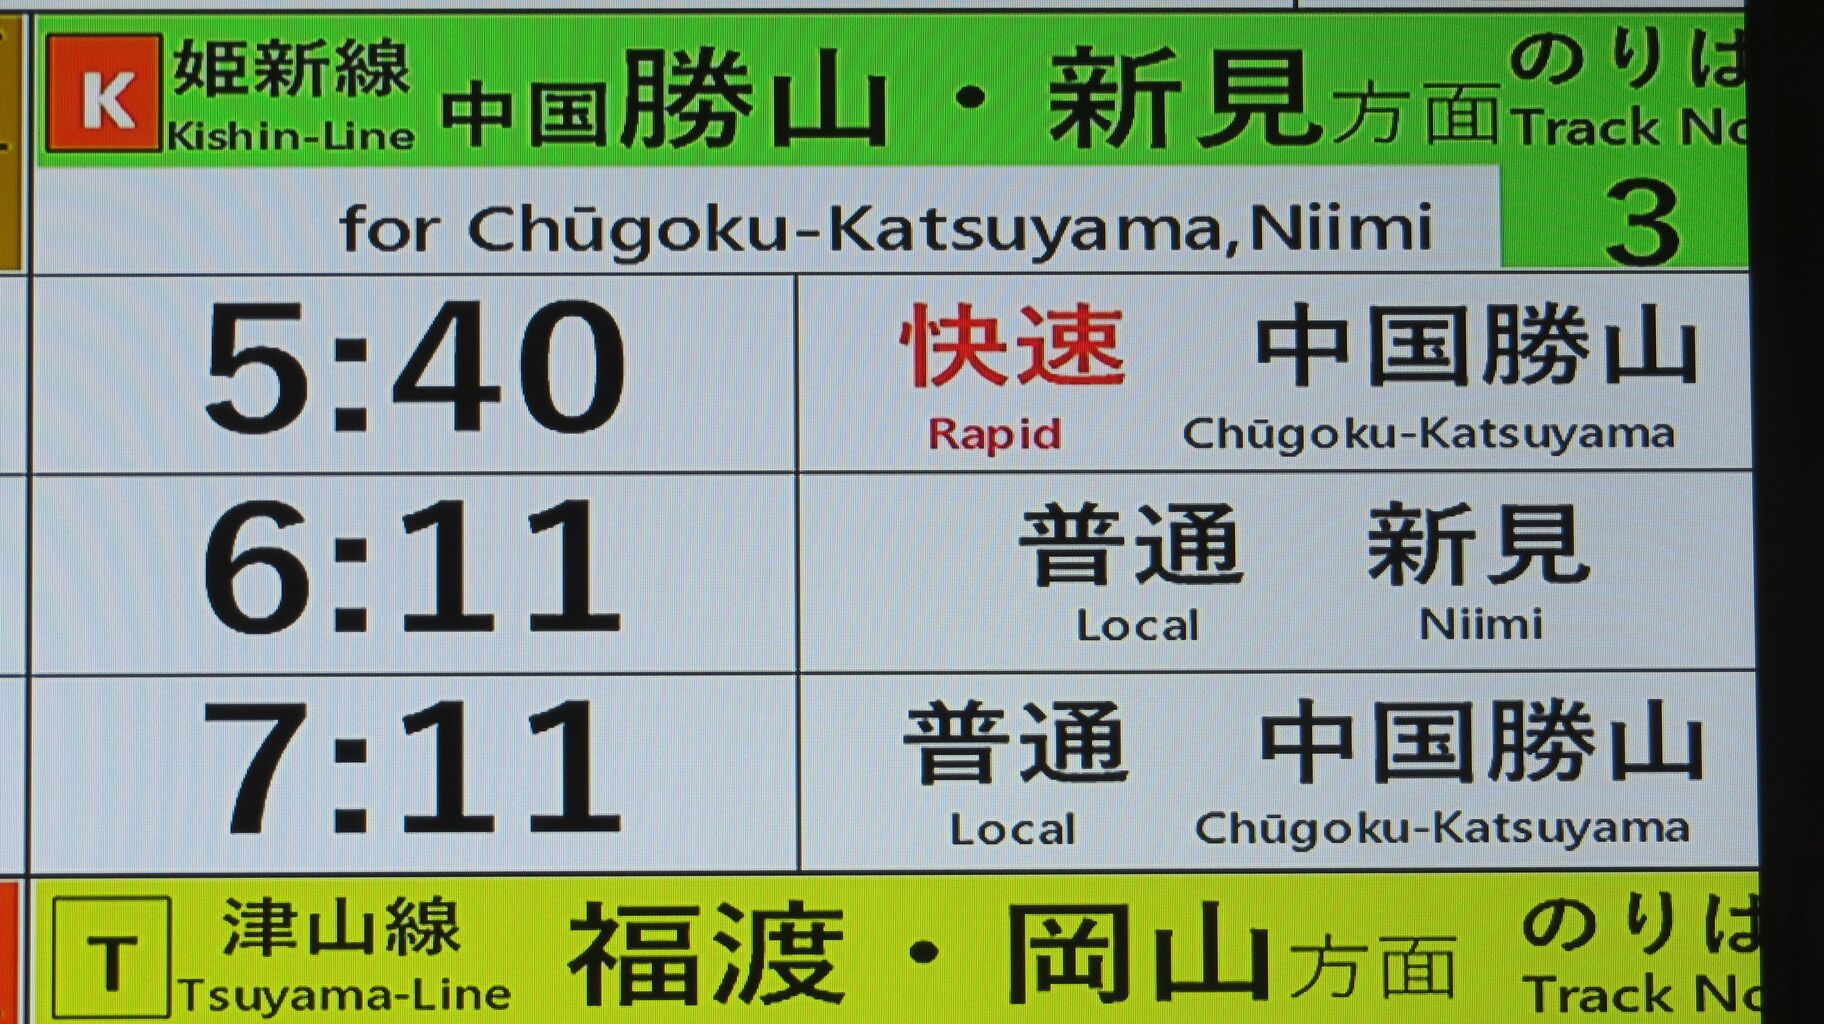 K 姫新線 中国勝山・新見方面 のりば
Kishin-Line Track No
for Chūgoku-Katsuyama,Niimi 3
5:40 快速 中国勝山
Rapid Chūgoku-Katsuyama
6:11 普通 新見
Local Niimi
7:11 普通 中国勝山
Local Chūgoku-Katsuyama
T 津山線 福渡・岡山方面 のりば
Tsuyama-Line Track No